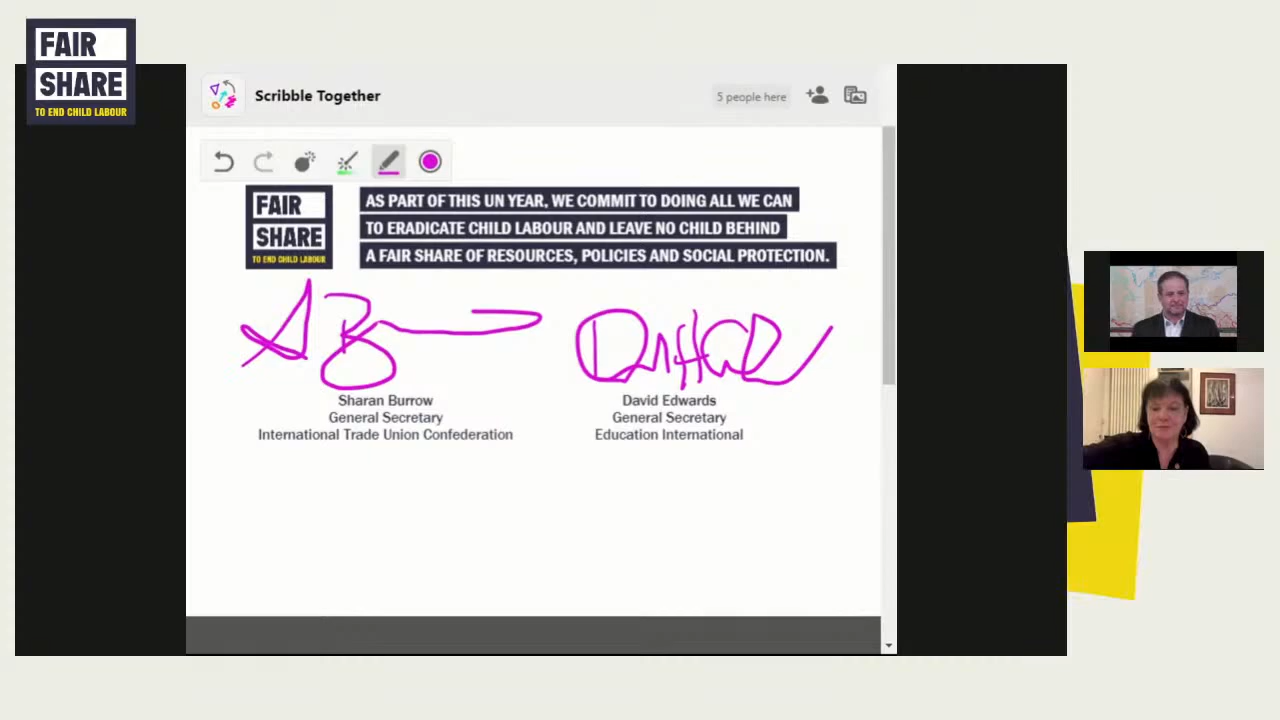 FAIR
SHARE
TO END CHILD LABOUR
Scribble Together
5 people here
FAIR
SHARE
TO END CHILD LABOUR
AS PART OF THIS UN YEAR, WE COMMIT TO DOING ALL WE CAN
TO ERADICATE CHILD LABOUR AND LEAVE NO CHILD BEHIND
A FAIR SHARE OF RESOURCES, POLICIES AND SOCIAL PROTECTION.
Sharan Burrow
General Secretary
International Trade Union Confederation
David Edwards
General Secretary
Education International